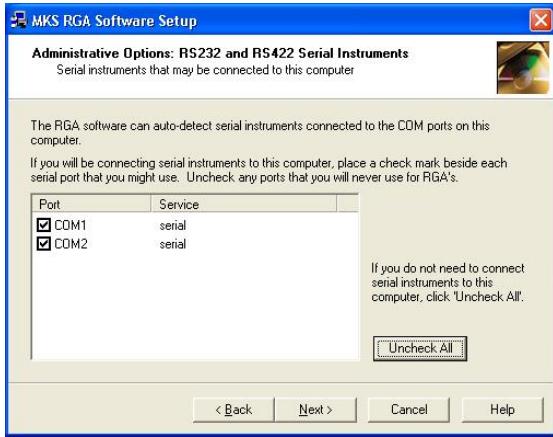 MKS RGA Software Setup
Administrative Options: RS232 and RS422 Serial Instruments
Serial instruments that may be connected to this computer
The RGA software can auto-detect serial instruments connected to the COM ports on this
computer.
If you will be connecting serial instruments to this computer, place a check mark beside each
serial port that you might use. Uncheck any ports that you will never use for RGA's.
Port Service
COM1 serial
COM2 serial
If you do not need to connect
serial instruments to this
computer, click 'Uncheck All'.
Uncheck All
< Back Next > Cancel Help